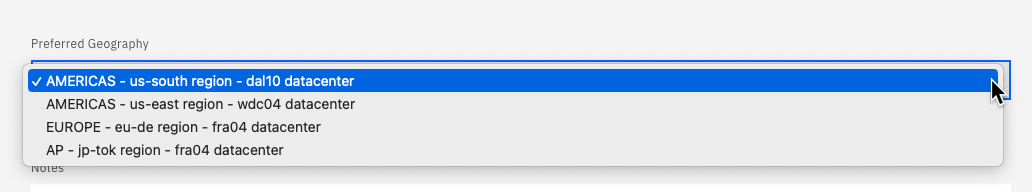 Preferred Geography
✓ AMERICAS - us-south region - dal10 datacenter
AMERICAS - us-east region - wdc04 datacenter
EUROPE - eu-de region - fra04 datacenter
AP - jp-tok region - fra04 datacenter
Notes